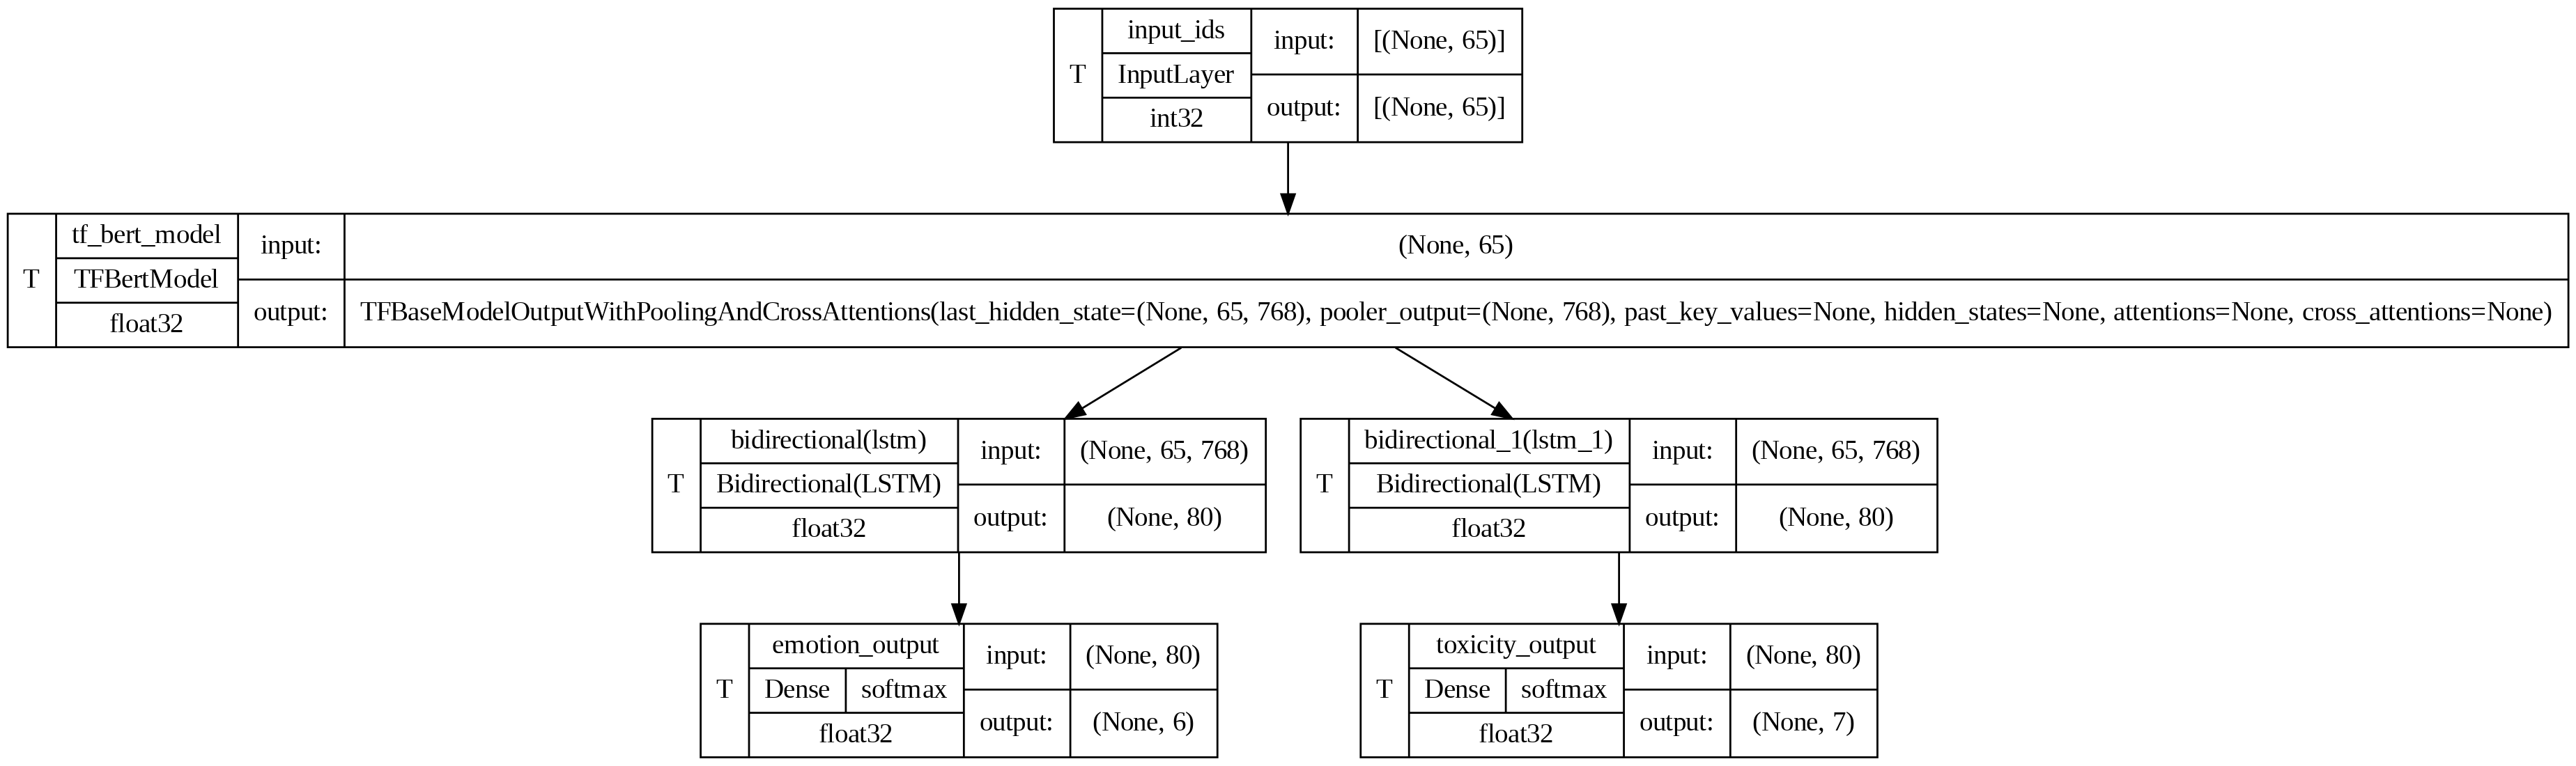 T
input_ids
InputLayer
int32
input:
[(None, 65)]
output:
[(None, 65)]
T
tf_bert_model
TFBertModel
float32
input:
(None, 65)
output:
TFBaseModelOutputWithPoolingAndCrossAttentions(last_hidden_state=(None, 65, 768), pooler_output=(None, 768), past_key_values=None, hidden_states=None, attentions=None, cross_attentions=None)
T
bidirectional(lstm)
Bidirectional(LSTM)
float32
input:
(None, 65, 768)
output:
(None, 80)
T
bidirectional_1(lstm_1)
Bidirectional(LSTM)
float32
input:
(None, 65, 768)
output:
(None, 80)
T
emotion_output
Dense softmax
float32
input:
(None, 80)
output:
(None, 6)
T
toxicity_output
Dense softmax
float32
input:
(None, 80)
output:
(None, 7)